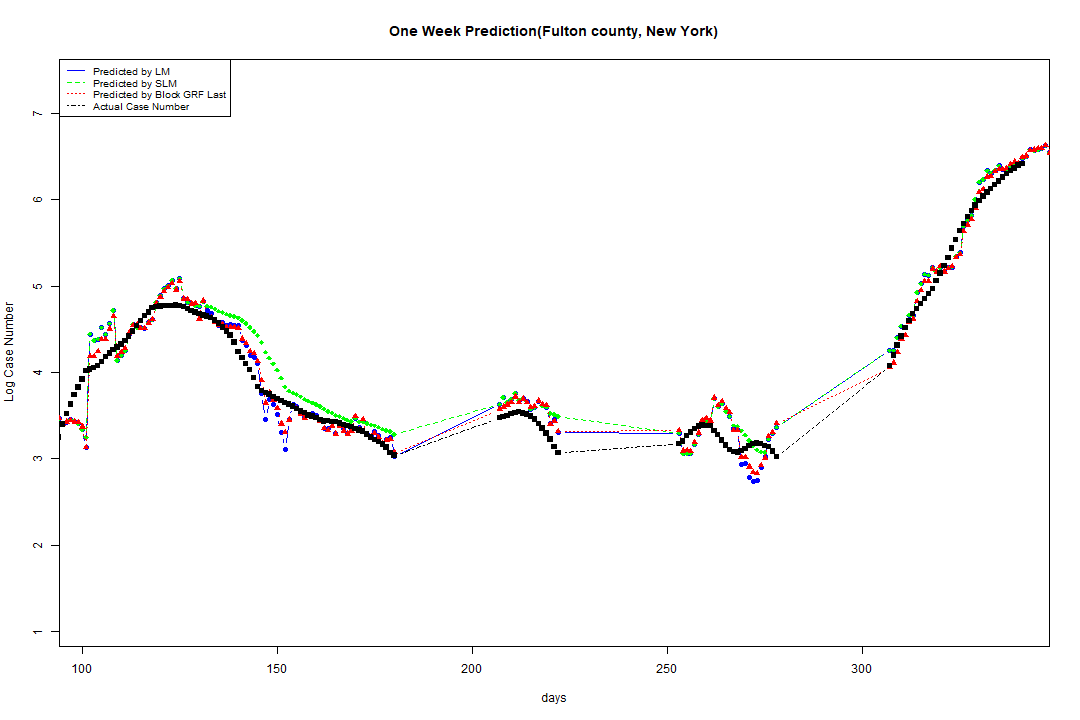 One Week Prediction(Fulton county, New York)
Predicted by LM
Predicted by SLM
Predicted by Block GRF Last
Actual Case Number
7
6
5
4
3
2
1
Log Case Number
100 150 200 250 300
days